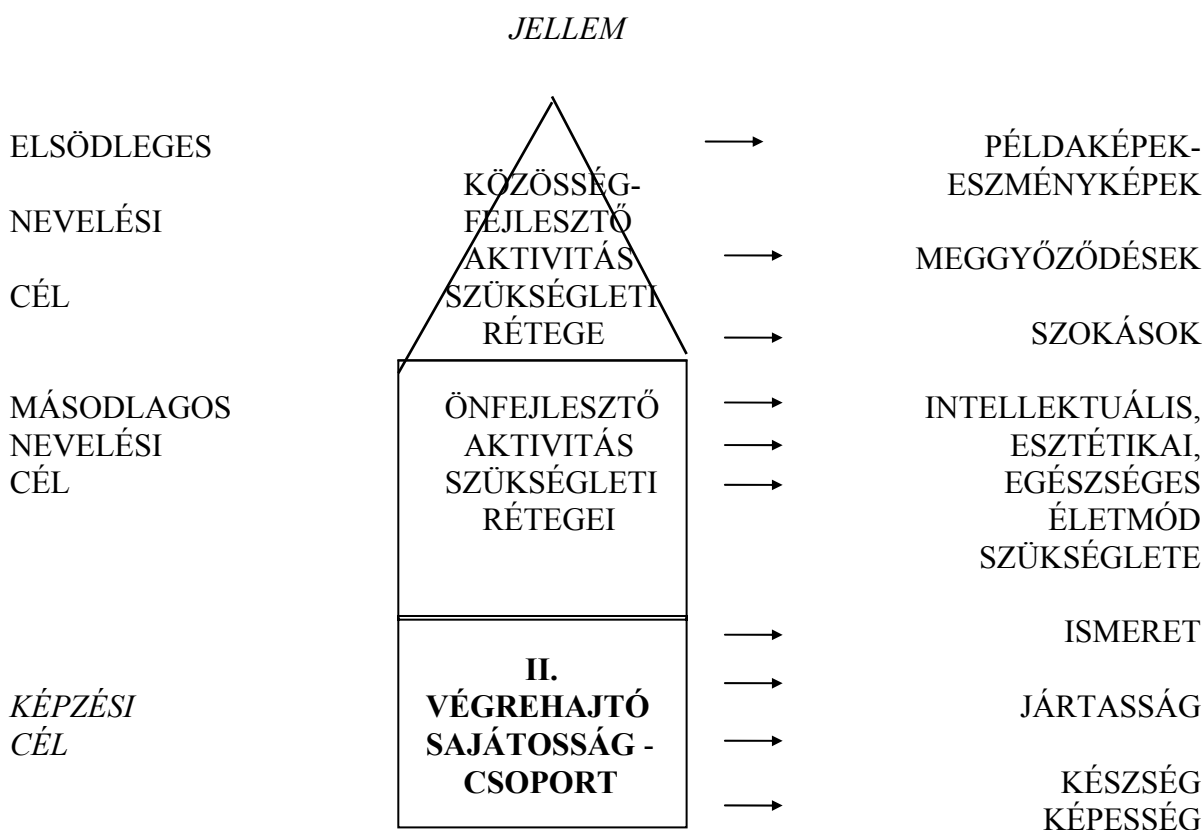 JELLEM
ELSÖDLEGES
NEVELÉSI
CÉL
KÖZÖSSÉG-
FEJLESZTŐ
AKTIVITÁS
SZÜKSÉGLETI
RÉTEGE
PÉLDAKÉPEK-
ESZMÉNYKÉPEK
MEGGYŐZŐDÉSEK
SZOKÁSOK
MÁSODLAGOS
NEVELÉSI
CÉL
ÖNFEJLESZTŐ
AKTIVITÁS
SZÜKSÉGLETI
RÉTEGEI
INTELLEKTUÁLIS,
ESZTÉTIKAI,
EGÉSZSÉGES
ÉLETMÓD
SZÜKSÉGLETE
KÉPZÉSI
CÉL
II.
VÉGREHAJTÓ
SAJÁTOSSÁG -
CSOPORT
ISMERET
JÁRTASSÁG
KÉSZSÉG
KÉPESSÉG